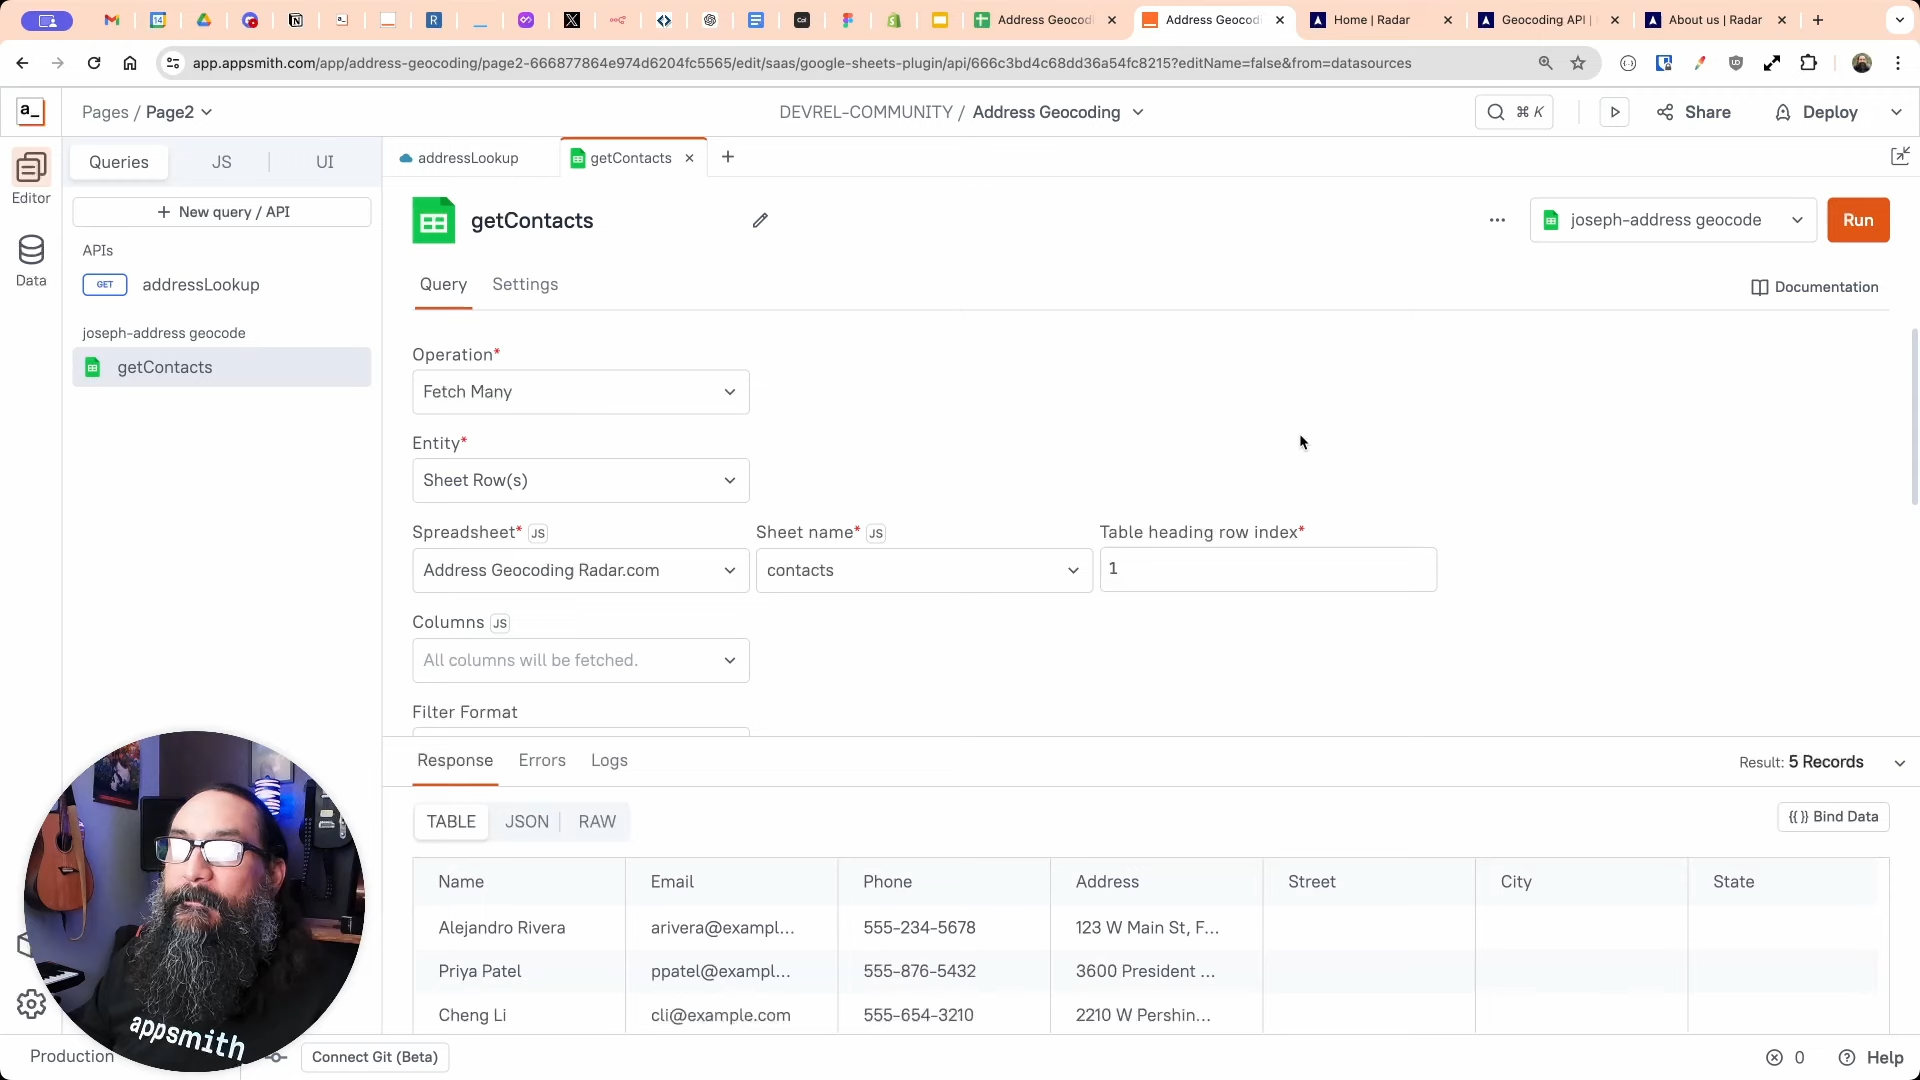 Address Geocodi
Address Geocodi
Home | Radar
Geocoding API |
About us | Radar
app.appsmith.com/app/address-geocoding/page2-666877864e974d6204fc5565/edit/saas/google-sheets-plugin/api/666c3bd4c68dd36a54fc8215?editName=false&from=datasources
a_
Pages / Page2
DEVREL-COMMUNITY / Address Geocoding
⌘ K
Share
Deploy
Editor
Data
Queries
JS
UI
addressLookup
getContacts
+ New query / API
APIs
GET addressLookup
joseph-address geocode
getContacts
getContacts
joseph-address geocode
Run
Query
Settings
Documentation
Operation*
Fetch Many
Entity*
Sheet Row(s)
Spreadsheet* JS
Sheet name* JS
Table heading row index*
Address Geocoding Radar.com
contacts
1
Columns JS
All columns will be fetched.
Filter Format
Response
Errors
Logs
Result: 5 Records
TABLE
JSON
RAW
{{ }} Bind Data
Name Email Phone Address Street City State
Alejandro Rivera arivera@exampl... 555-234-5678 123 W Main St, F...
Priya Patel ppatel@exampl... 555-876-5432 3600 President ...
Cheng Li cli@example.com 555-654-3210 2210 W Pershin...
appsmith
Production
Connect Git (Beta)
0
Help